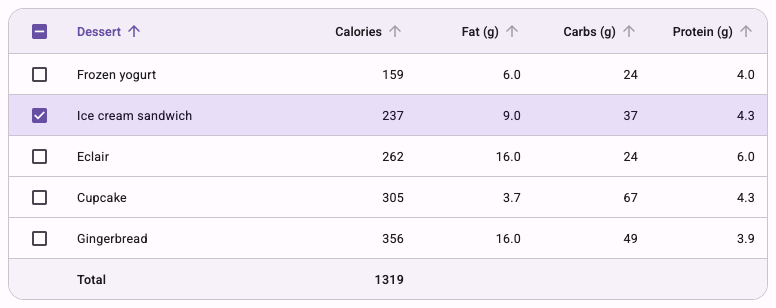 Dessert Calories Fat (g) Carbs (g) Protein (g)
Frozen yogurt 159 6.0 24 4.0
Ice cream sandwich 237 9.0 37 4.3
Eclair 262 16.0 24 6.0
Cupcake 305 3.7 67 4.3
Gingerbread 356 16.0 49 3.9
Total 1319